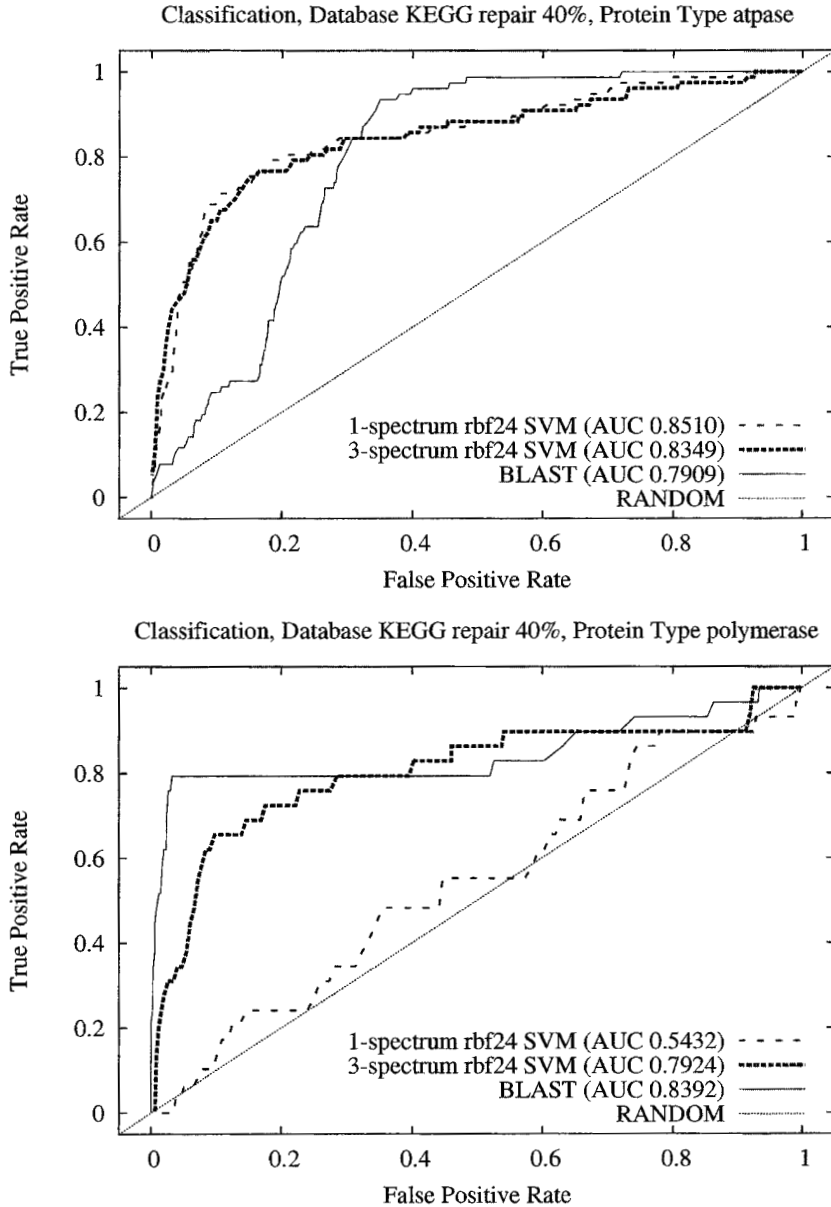 Classification, Database KEGG repair 40%, Protein Type atpase
1
0.8
0.6
0.4
0.2
0
True Positive Rate
1-spectrum rbf24 SVM (AUC 0.8510)
3-spectrum rbf24 SVM (AUC 0.8349)
BLAST (AUC 0.7909)
RANDOM
0 0.2 0.4 0.6 0.8 1
False Positive Rate
Classification, Database KEGG repair 40%, Protein Type polymerase
1
0.8
0.6
0.4
0.2
0
True Positive Rate
1-spectrum rbf24 SVM (AUC 0.5432)
3-spectrum rbf24 SVM (AUC 0.7924)
BLAST (AUC 0.8392)
RANDOM
0 0.2 0.4 0.6 0.8 1
False Positive Rate